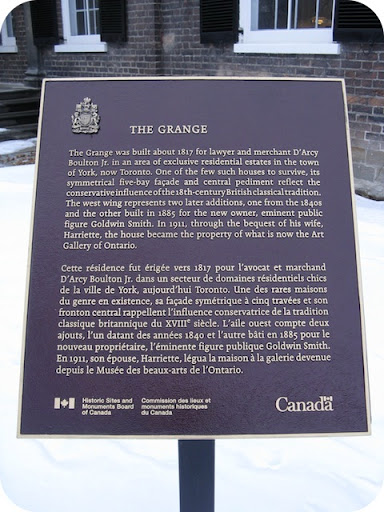 THE GRANGE
The Grange was built about 1817 for lawyer and merchant D'Arcy
Boulton Jr. in an area of exclusive residential estates in the town
of York, now Toronto. One of the few such houses to survive, its
symmetrical five-bay façade and central pediment reflect the
conservative influence of the 18th-century British classical tradition.
The west wing represents two later additions, one from the 1840s
and the other built in 1885 for the new owner, eminent public
figure Goldwin Smith. In 1911, through the bequest of his wife,
Harriette, the house became the property of what is now the Art
Gallery of Ontario.
Cette résidence fut érigée vers 1817 pour l'avocat et marchand
D'Arcy Boulton Jr. dans un secteur de domaines résidentiels chics
de la ville de York, aujourd'hui Toronto. Une des rares maisons
du genre en existence, sa façade symétrique à cinq travées et son
fronton central rappellent l'influence conservatrice de la tradition
classique britannique du XVIIIe siècle. L'aile ouest compte deux
ajouts, l'un datant des années 1840 et l'autre bâti en 1885 pour le
nouveau propriétaire, l'éminente figure publique Goldwin Smith.
En 1911, son épouse, Harriette, légua la maison à la galerie devenue
depuis le Musée des beaux-arts de l'Ontario.
Historic Sites and
Monuments Board
of Canada
Commission des lieux et
monuments historiques
du Canada
Canada